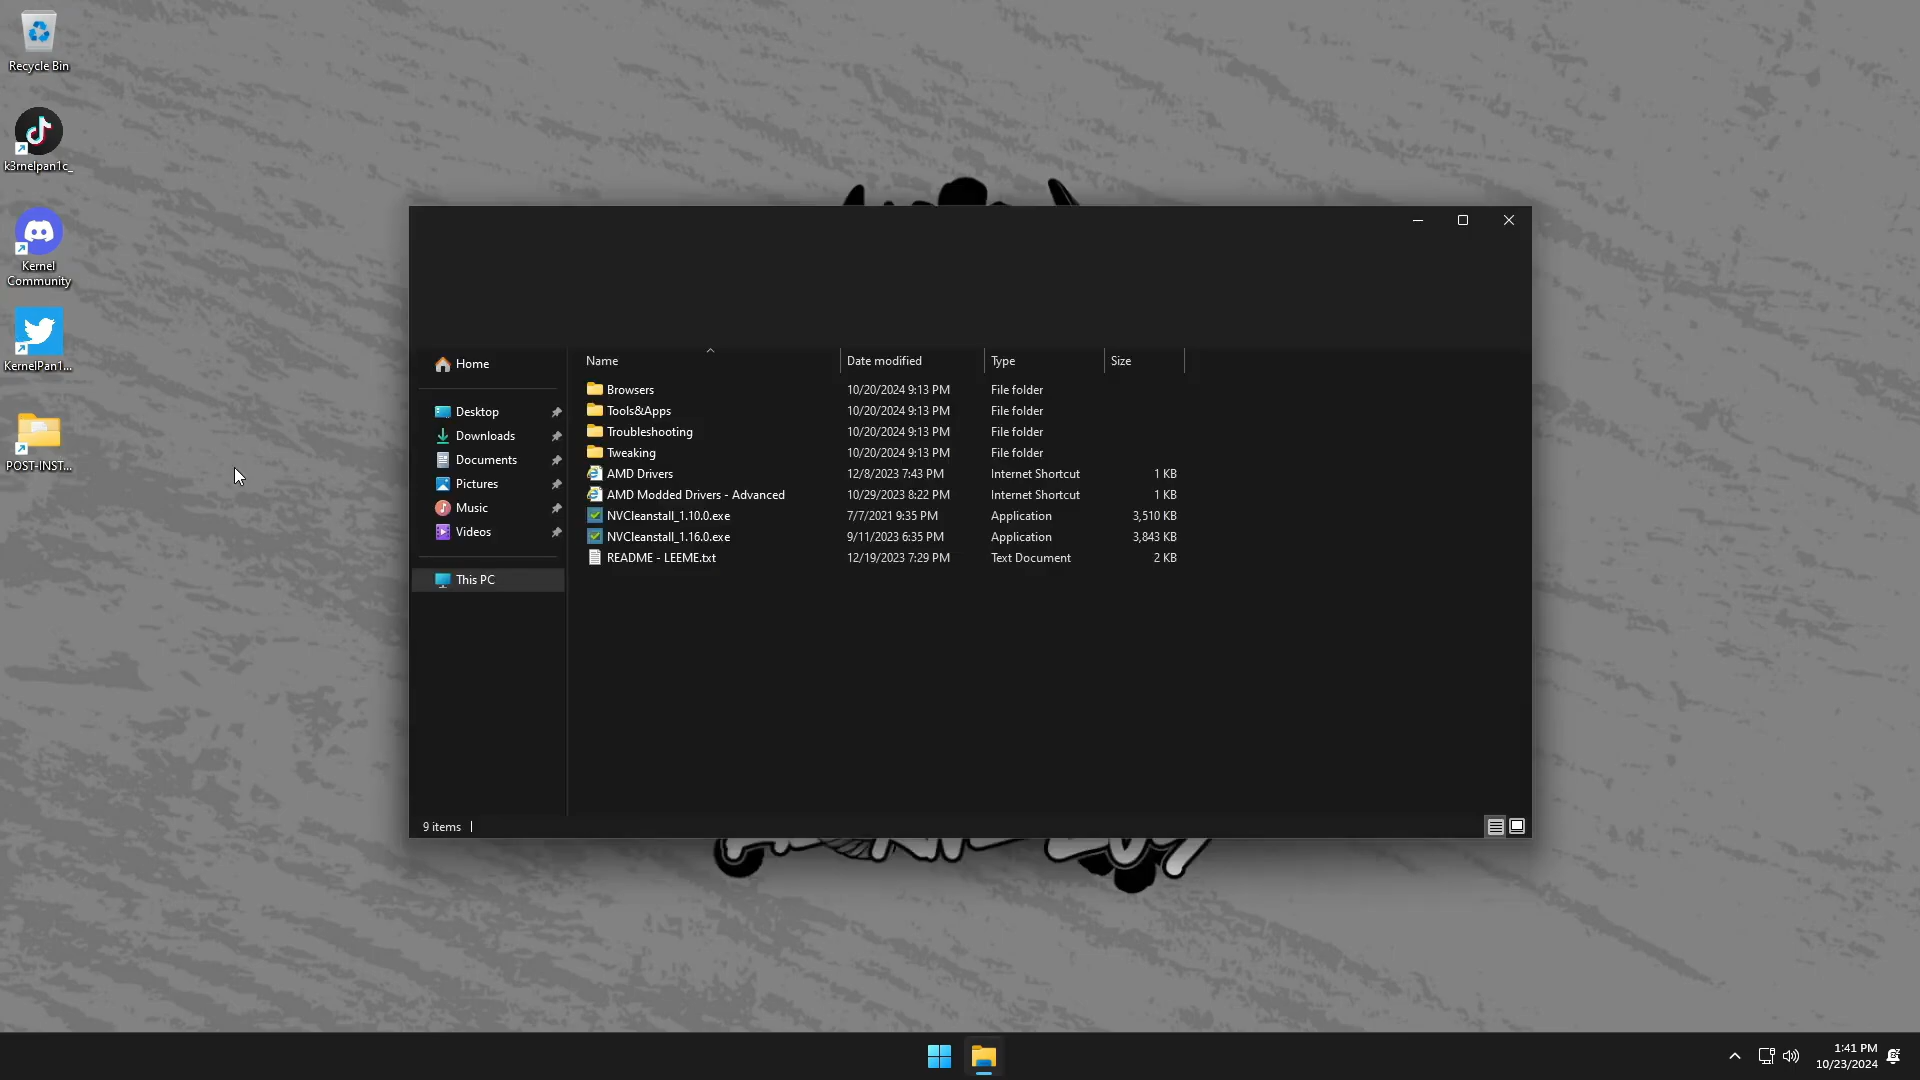 Recycle Bin
k3rnelpan1c_
Kernel
Community
KernelPan1...
POST-INST...
Home
Desktop
Downloads
Documents
Pictures
Music
Videos
This PC
Name Date modified Type Size
Browsers 10/20/2024 9:13 PM File folder
Tools&Apps 10/20/2024 9:13 PM File folder
Troubleshooting 10/20/2024 9:13 PM File folder
Tweaking 10/20/2024 9:13 PM File folder
AMD Drivers 12/8/2023 7:43 PM Internet Shortcut 1 KB
AMD Modded Drivers - Advanced 10/29/2023 8:22 PM Internet Shortcut 1 KB
NVCleanstall_1.10.0.exe 7/7/2021 9:35 PM Application 3,510 KB
NVCleanstall_1.16.0.exe 9/11/2023 6:35 PM Application 3,843 KB
README - LEEME.txt 12/19/2023 7:29 PM Text Document 2 KB
9 items
1:41 PM
10/23/2024